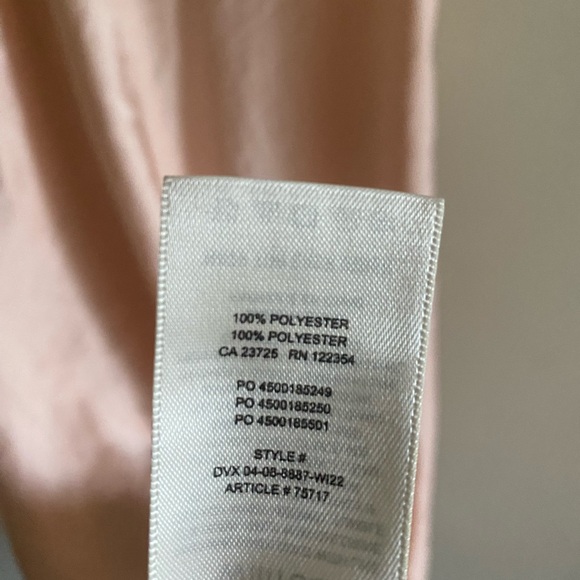 100% POLYESTER
100% POLYESTER
CA 23725 RN 122354
PO 4500185249
PO 4500185250
PO 4500185501
STYLE #
DVX 04-08-8887-WI22
ARTICLE # 75717